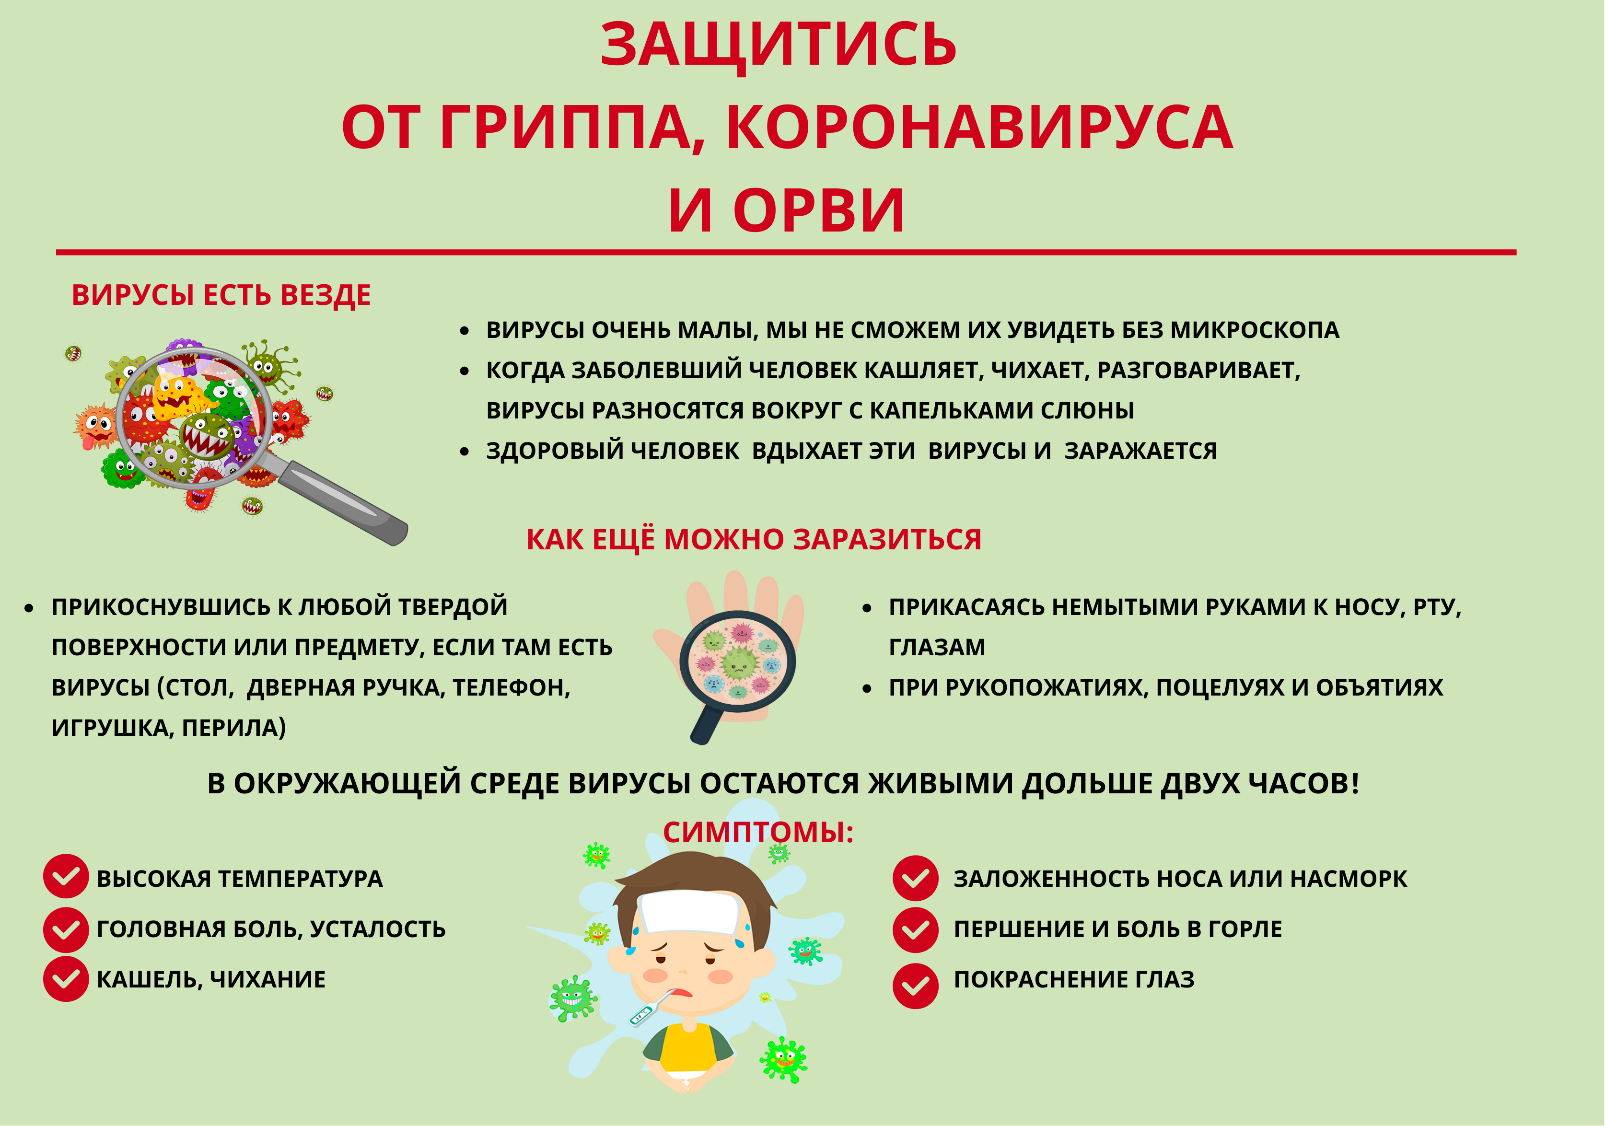 ЗАЩИТИСЬ
ОТ ГРИППА, КОРОНАВИРУСА
И ОРВИ
ВИРУСЫ ЕСТЬ ВЕЗДЕ
• ВИРУСЫ ОЧЕНЬ МАЛЫ, МЫ НЕ СМОЖЕМ ИХ УВИДЕТЬ БЕЗ МИКРОСКОПА
• КОГДА ЗАБОЛЕВШИЙ ЧЕЛОВЕК КАШЛЯЕТ, ЧИХАЕТ, РАЗГОВАРИВАЕТ,
ВИРУСЫ РАЗНОСЯТСЯ ВОКРУГ С КАПЕЛЬКАМИ СЛЮНЫ
• ЗДОРОВЫЙ ЧЕЛОВЕК ВДЫХАЕТ ЭТИ ВИРУСЫ И ЗАРАЖАЕТСЯ
КАК ЕЩЁ МОЖНО ЗАРАЗИТЬСЯ
• ПРИКОСНУВШИСЬ К ЛЮБОЙ ТВЕРДОЙ
ПОВЕРХНОСТИ ИЛИ ПРЕДМЕТУ, ЕСЛИ ТАМ ЕСТЬ
ВИРУСЫ (СТОЛ, ДВЕРНАЯ РУЧКА, ТЕЛЕФОН,
ИГРУШКА, ПЕРИЛА)
• ПРИКАСАЯСЬ НЕМЫТЫМИ РУКАМИ К НОСУ, РТУ,
ГЛАЗАМ
• ПРИ РУКОПОЖАТИЯХ, ПОЦЕЛУЯХ И ОБЪЯТИЯХ
В ОКРУЖАЮЩЕЙ СРЕДЕ ВИРУСЫ ОСТАЮТСЯ ЖИВЫМИ ДОЛЬШЕ ДВУХ ЧАСОВ!
СИМПТОМЫ:
ВЫСОКАЯ ТЕМПЕРАТУРА
ГОЛОВНАЯ БОЛЬ, УСТАЛОСТЬ
КАШЕЛЬ, ЧИХАНИЕ
ЗАЛОЖЕННОСТЬ НОСА ИЛИ НАСМОРК
ПЕРШЕНИЕ И БОЛЬ В ГОРЛЕ
ПОКРАСНЕНИЕ ГЛАЗ